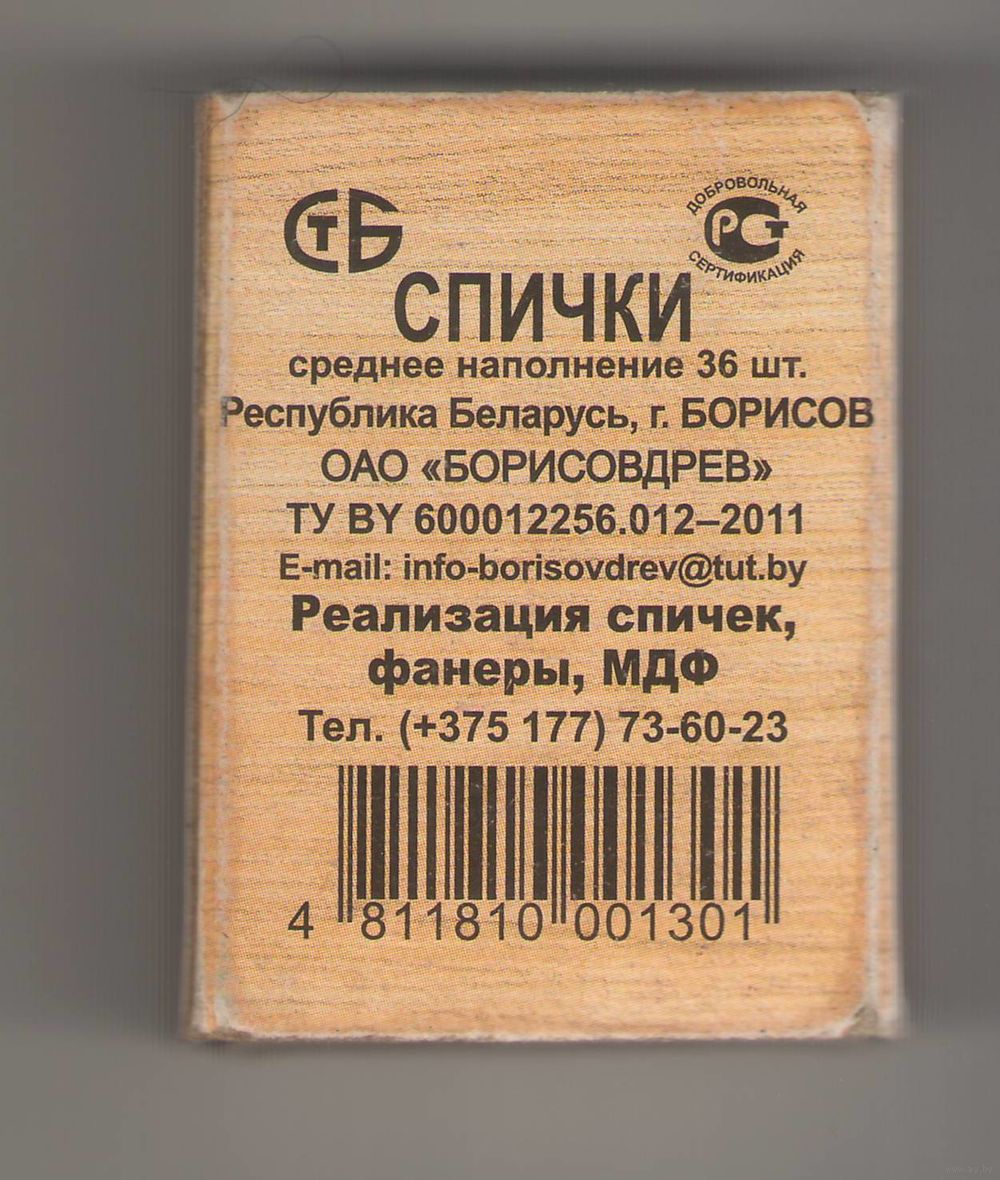 СТБ
ДОБРОВОЛЬНАЯ
РСТ
СЕРТИФИКАЦИЯ
СПИЧКИ
среднее наполнение 36 шт.
Республика Беларусь, г. БОРИСОВ
ОАО «БОРИСОВДРЕВ»
ТУ BY 600012256.012–2011
E-mail: info-borisovdrev@tut.by
Реализация спичек,
фанеры, МДФ
Тел. (+375 177) 73-60-23
4 811810 001301